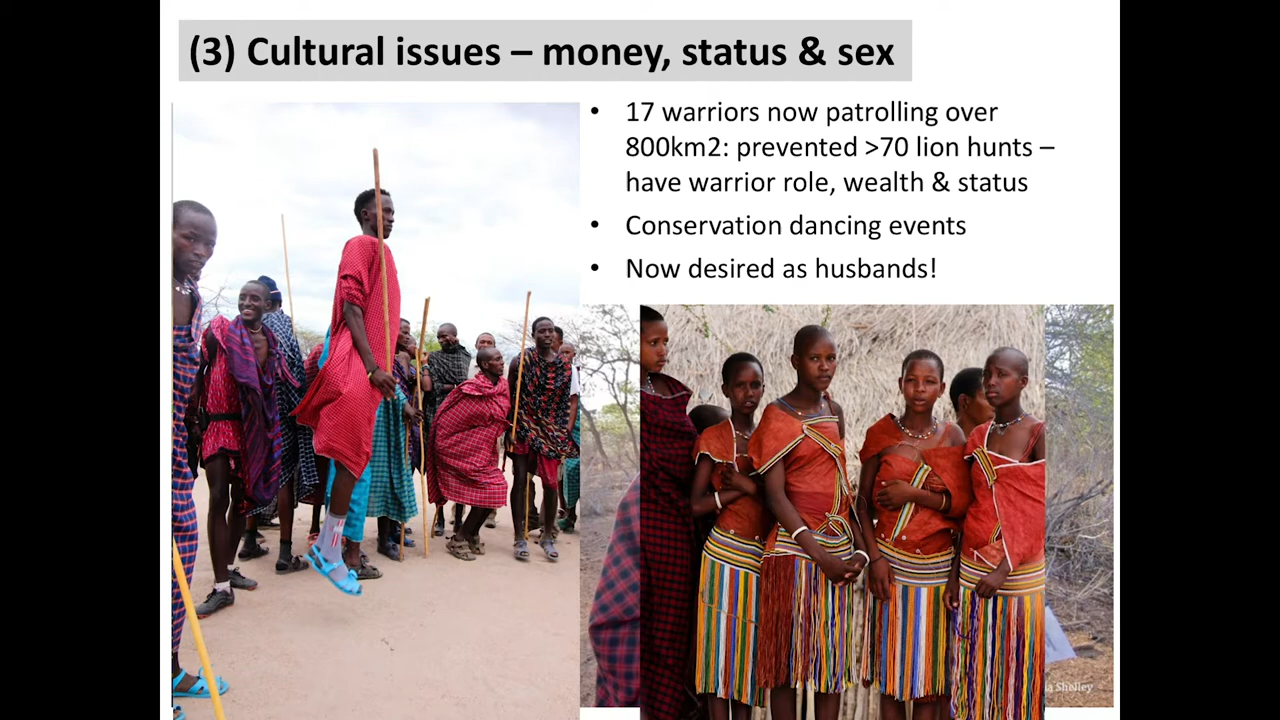 (3) Cultural issues – money, status & sex
• 17 warriors now patrolling over
800km2: prevented >70 lion hunts –
have warrior role, wealth & status
• Conservation dancing events
• Now desired as husbands!
Shelley